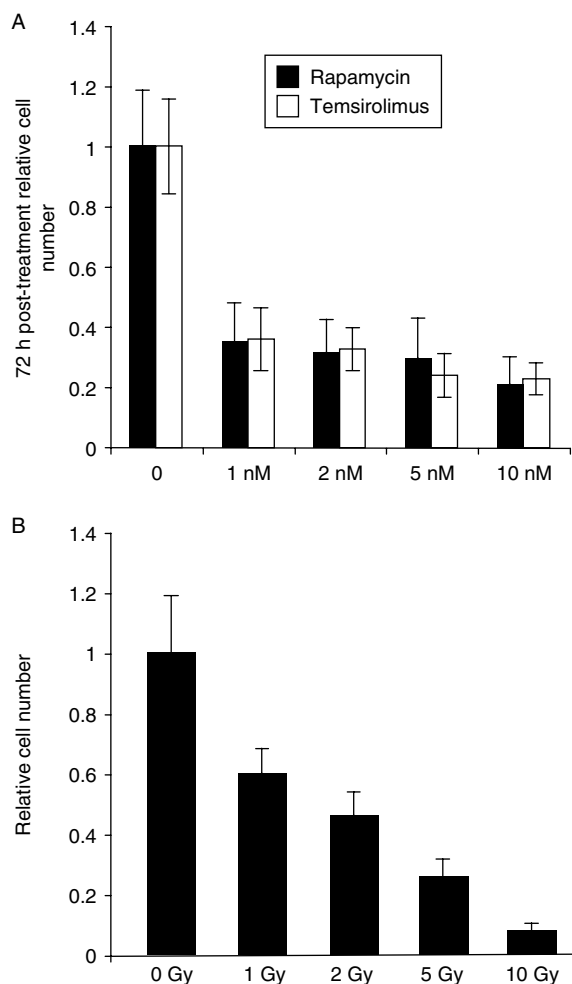 A
1.4
1.2
1
0.8
0.6
0.4
0.2
0
72 h post-treatment relative cell
number
Rapamycin
Temsirolimus
0
1 nM
2 nM
5 nM
10 nM
B
1.4
1.2
1
0.8
0.6
0.4
0.2
0
Relative cell number
0 Gy
1 Gy
2 Gy
5 Gy
10 Gy